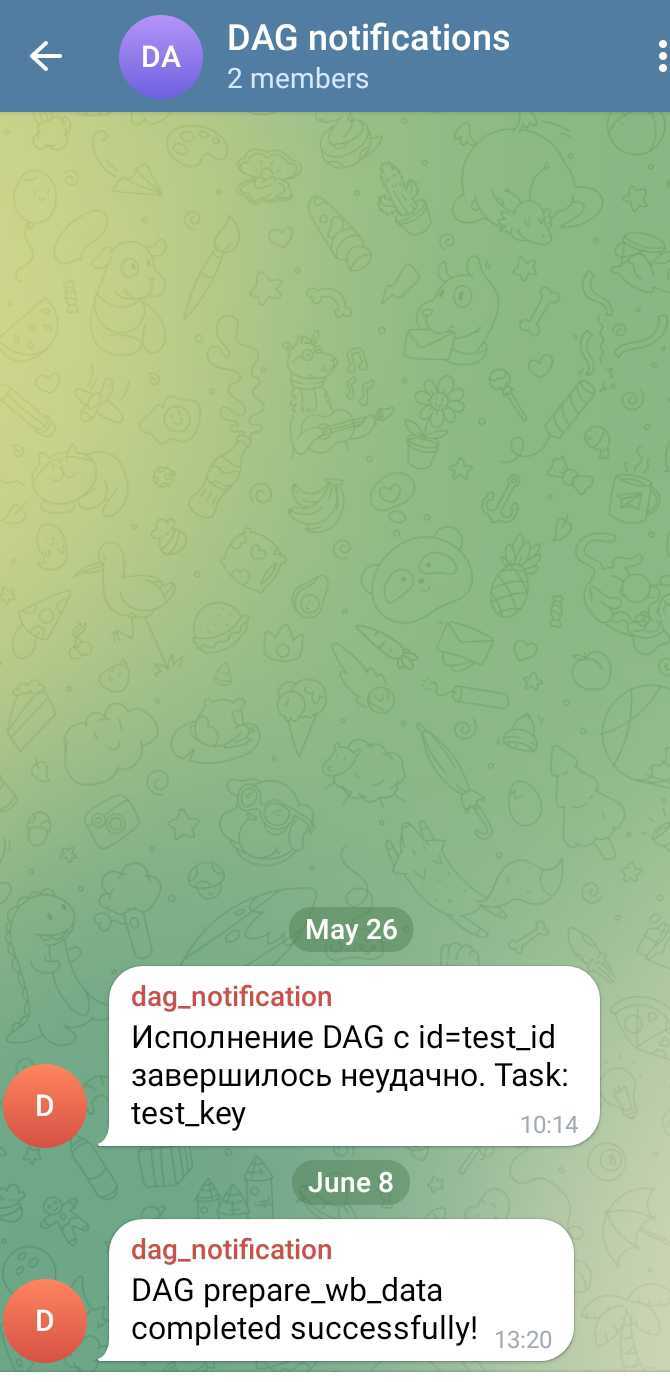 DA
DAG notifications
2 members
May 26
dag_notification
Исполнение DAG с id=test_id
завершилось неудачно. Task:
test_key
10:14
D
June 8
dag_notification
DAG prepare_wb_data
completed successfully!
13:20
D